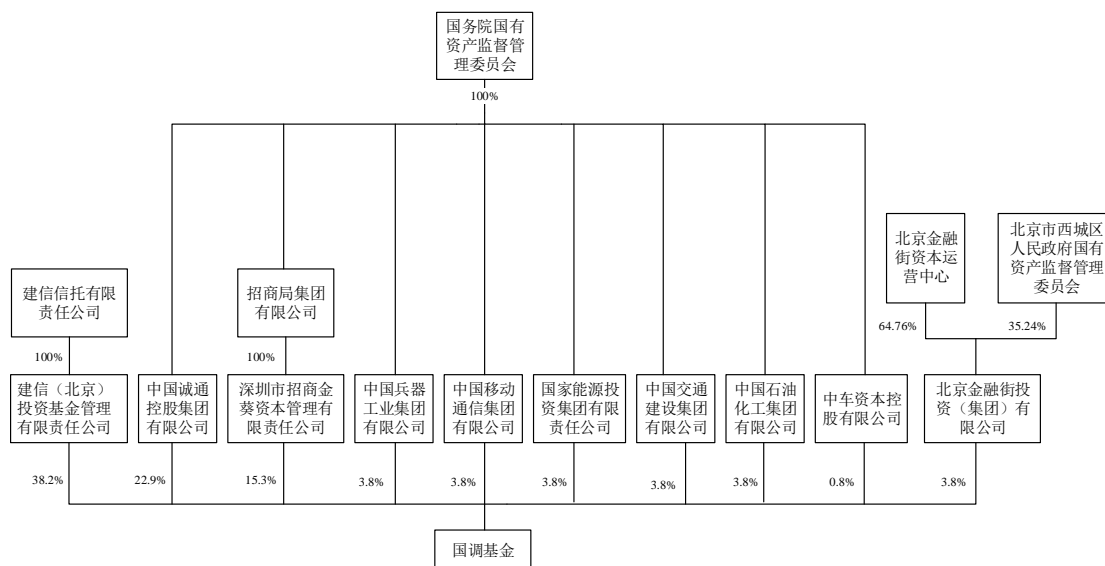 国务院国有
资产监督管
理委员会
100%
北京金融
街资本运
营中心
北京市西城区
人民政府国有
资产监督管理
委员会
建信信托有限
责任公司
招商局集团
有限公司
64.76%
35.24%
100%
100%
建信（北京）
投资基金管理
有限责任公司
中国诚通
控股集团
有限公司
深圳市招商金
葵资本管理有
限责任公司
中国兵器
工业集团
有限公司
中国移动
通信集团
有限公司
国家能源投
资集团有限
责任公司
中国交通
建设集团
有限公司
中国石油
化工集团
有限公司
中车资本控
股有限公司
北京金融街投
资（集团）有
限公司
38.2%
22.9%
15.3%
3.8%
3.8%
3.8%
3.8%
3.8%
0.8%
3.8%
国调基金